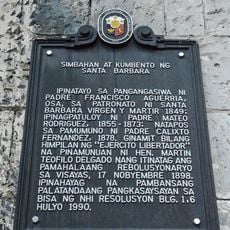 SIMBAHAN AT KUMBENTO NG
SANTA BARBARA
IPINATAYO SA PANGANGASIWA NI
PADRE FRANCISCO AGUERRIA,
OSA, SA PATRONATO NI SANTA
BARBARA VIRGEN Y MARTIR 1849;
IPINAGPATULOY NI PADRE MATEO
RODRIGUEZ, 1855-1873; NATAPOS
SA PAMUMUNO NI PADRE CALIXTO
FERNANDEZ, 1878. GINAMIT BILANG
HIMPILAN NG "EJERCITO LIBERTADOR"
NA PINAMUNUAN NI HEN. MARTIN
TEOFILO DELGADO NANG ITINATAG ANG
PAMAHALAANG REBOLUSYONARYO
SA VISAYAS, 17 NOBYEMBRE 1898.
IPINAHAYAG NA PAMBANSANG
PALATANDAANG PANGKASAYSAYAN SA
BISA NG NHI RESOLUSYON BLG. 1, 6
HULYO 1990.